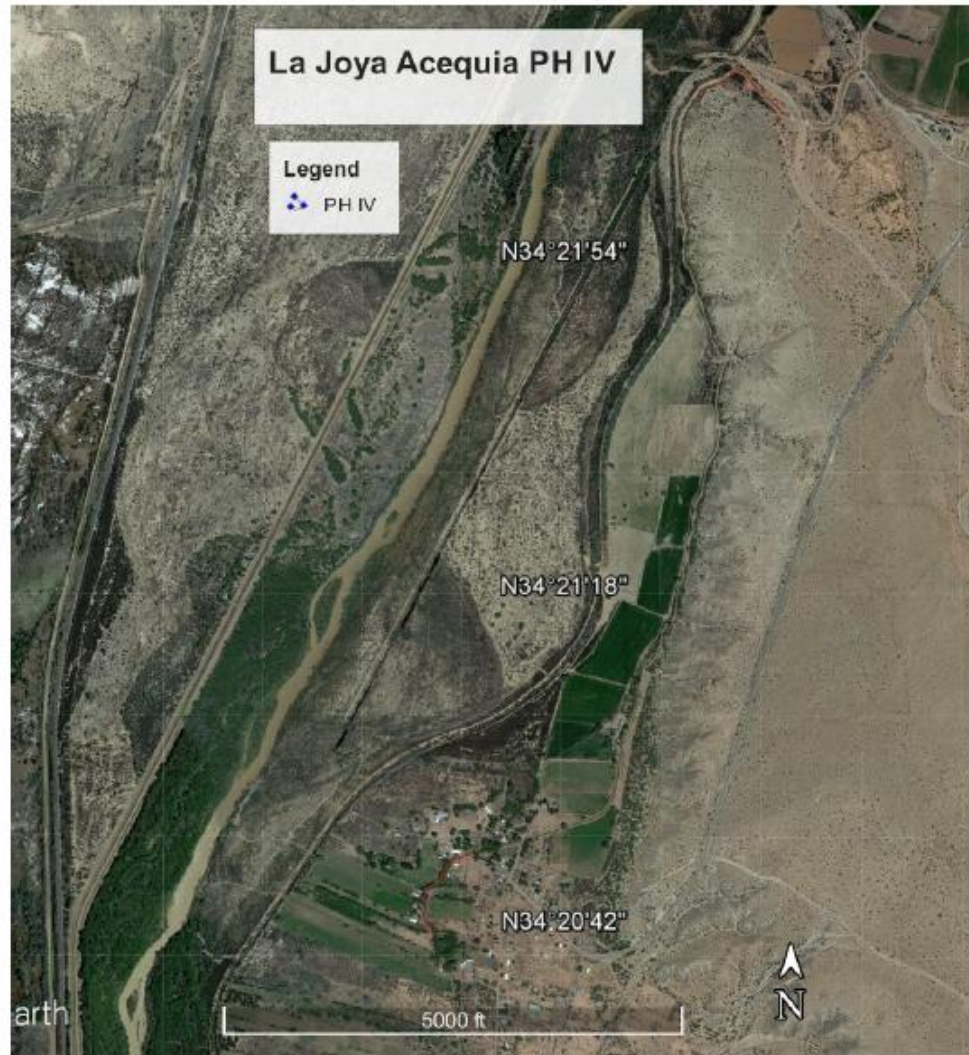 La Joya Acequia PH IV
Legend
PH IV
N34°21'54"
N34°21'18"
N34°20'42"
N
5000 ft
arth